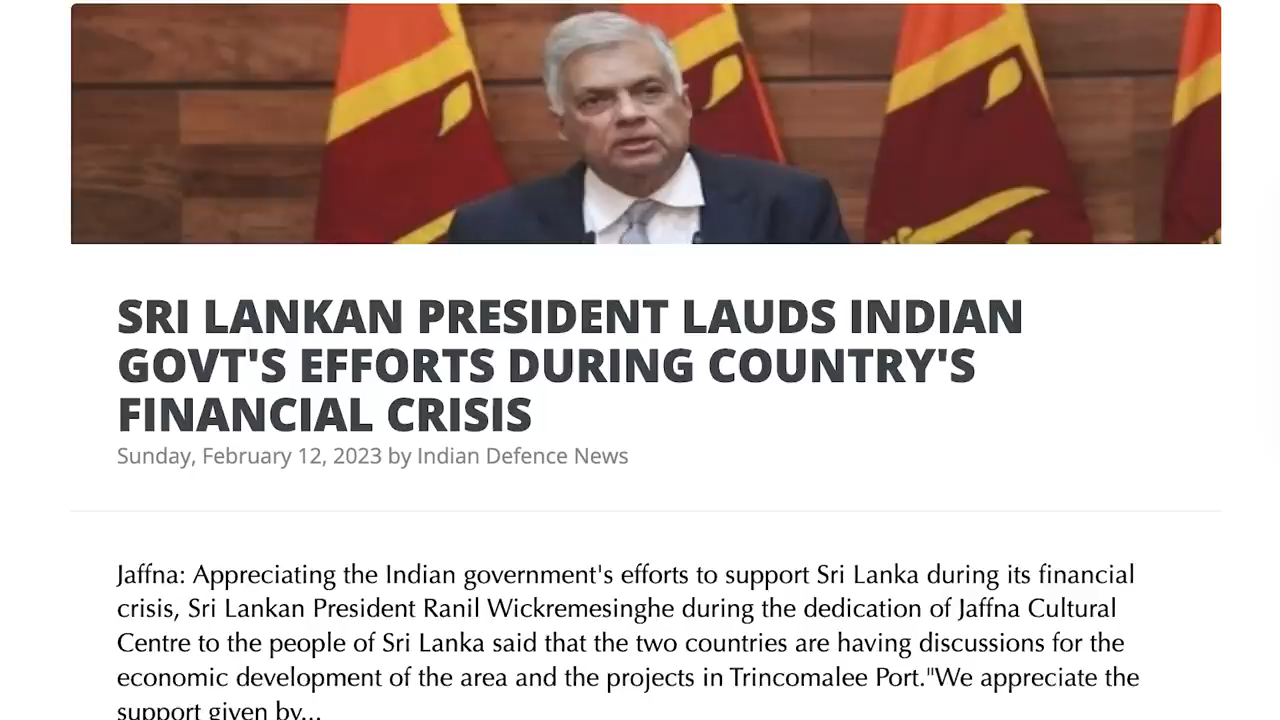 SRI LANKAN PRESIDENT LAUDS INDIAN
GOVT'S EFFORTS DURING COUNTRY'S
FINANCIAL CRISIS
Sunday, February 12, 2023 by Indian Defence News
Jaffna: Appreciating the Indian government's efforts to support Sri Lanka during its financial
crisis, Sri Lankan President Ranil Wickremesinghe during the dedication of Jaffna Cultural
Centre to the people of Sri Lanka said that the two countries are having discussions for the
economic development of the area and the projects in Trincomalee Port."We appreciate the
support given by...